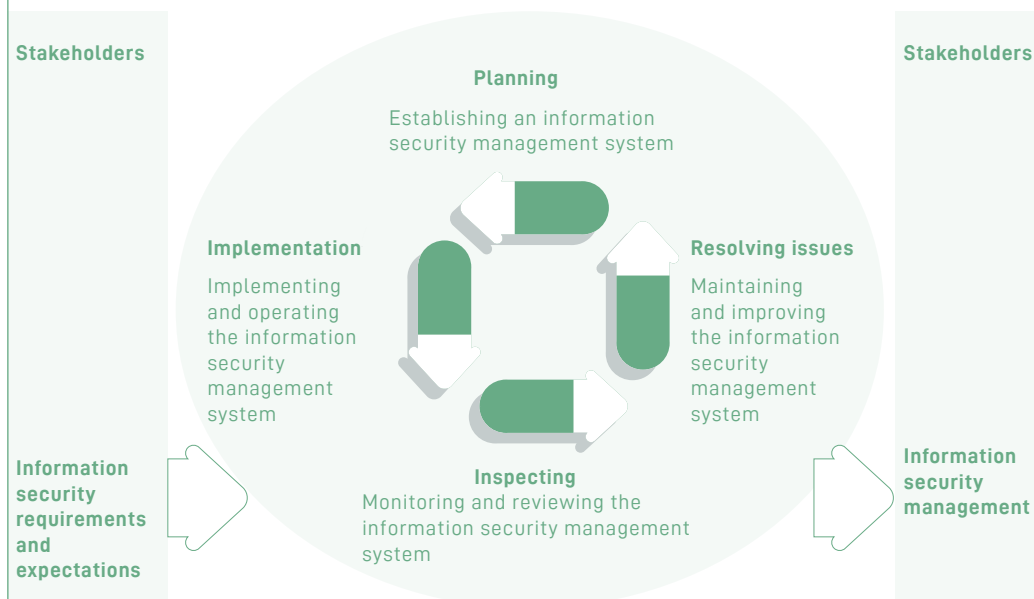 Stakeholders
Information
security
requirements
and
expectations
Planning
Establishing an information
security management system
Implementation
Implementing
and operating
the information
security
management
system
Resolving issues
Maintaining
and improving
the information
security
management
system
Inspecting
Monitoring and reviewing the
information security management
system
Stakeholders
Information
security
management